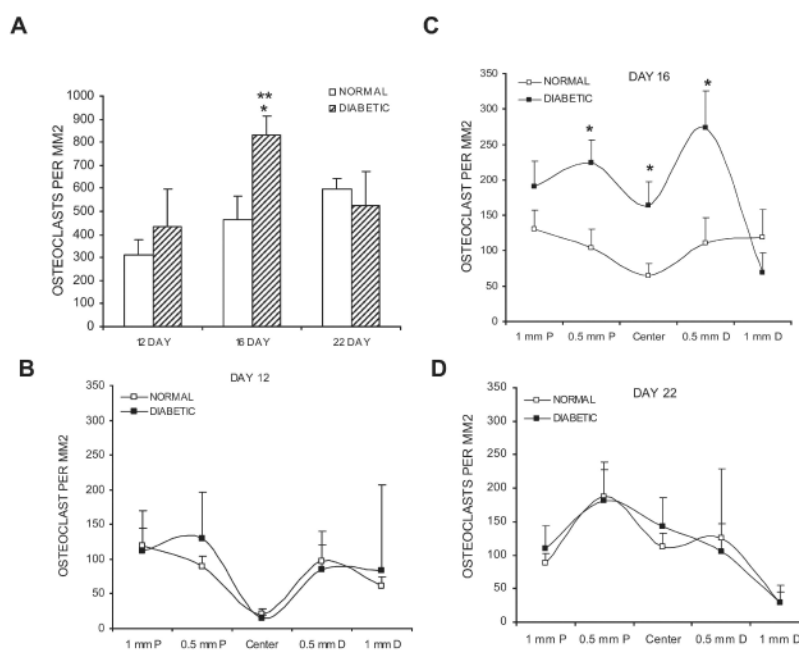 A
NORMAL
DIABETIC
**
*
1000
900
800
700
600
500
400
300
200
100
0
OSTEOCLASTS PER MM2
12 DAY
16 DAY
22 DAY
B
DAY 12
NORMAL
DIABETIC
350
300
250
200
150
100
50
0
OSTEOCLAST PER MM2
1 mm P
0.5 mm P
Center
0.5 mm D
1 mm D
C
DAY 16
NORMAL
DIABETIC
*
*
*
350
300
250
200
150
100
50
0
OSTEOCLAST PER MM2
1 mm P
0.5 mm P
Center
0.5 mm D
1 mm D
D
DAY 22
NORMAL
DIABETIC
350
300
250
200
150
100
50
0
OSTEOCLASTS PER MM2
1 mm P
0.5 mm P
Center
0.5 mm D
1 mm D